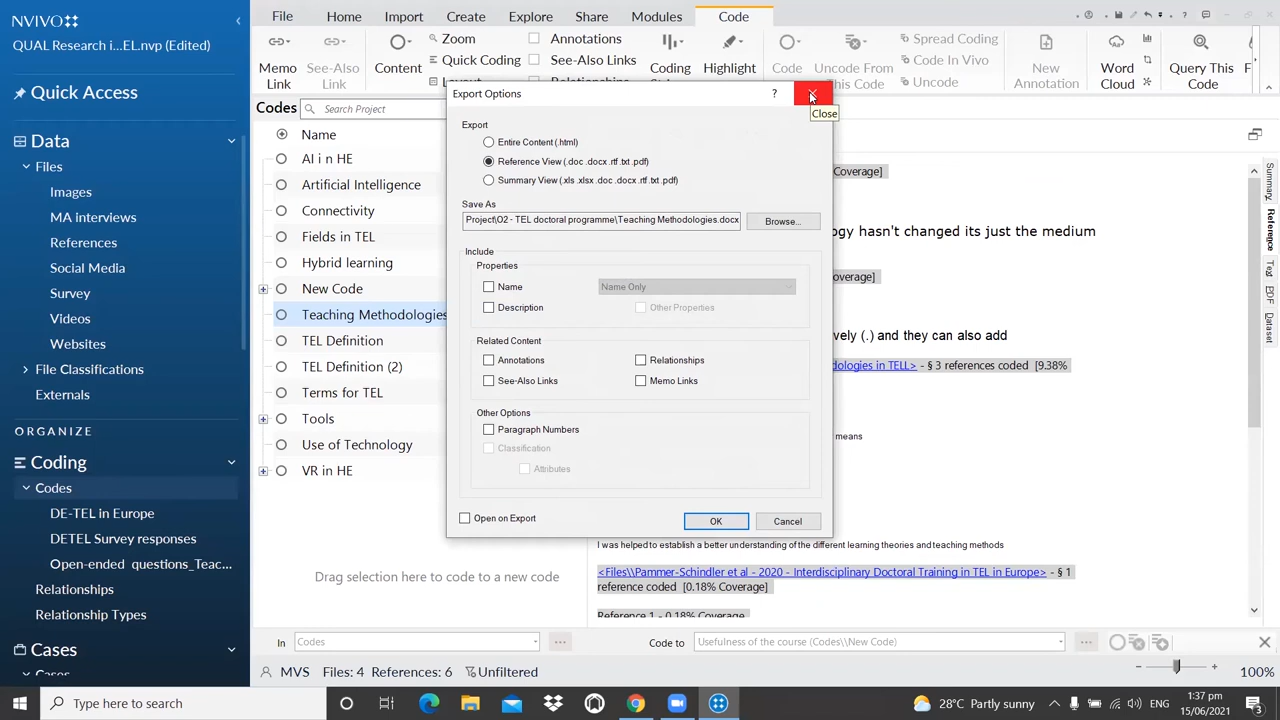 NVIVO
QUAL Research i...EL.nvp (Edited)
Quick Access
Data
Files
Images
MA interviews
References
Social Media
Survey
Videos
Websites
File Classifications
Externals
ORGANIZE
Coding
Codes
DE-TEL in Europe
DETEL Survey responses
Open-ended questions_Teac...
Relationships
Relationship Types
Cases
File Home Import Create Explore Share Modules Code
Memo Link
See-Also Link
Content
Zoom
Quick Coding
Layout
Annotations
See-Also Links
Relationships
Coding
Highlight
Code
Uncode From This Code
Spread Coding
Code In Vivo
Uncode
New Annotation
Word Cloud
Query This Code
Codes
Search Project
Name
AI i n HE
Artificial Intelligence
Connectivity
Fields in TEL
Hybrid learning
New Code
Teaching Methodologies
TEL Definition
TEL Definition (2)
Terms for TEL
Tools
Use of Technology
VR in HE
Drag selection here to code to a new code
Export Options
?
Close
Export
Entire Content (.html)
Reference View (.doc .docx .rtf .txt .pdf)
Summary View (.xls .xlsx .doc .docx .rtf .txt .pdf)
Save As
Project\O2 - TEL doctoral programme\Teaching Methodologies.docx
Browse...
Include
Properties
Name
Name Only
Description
Other Properties
Related Content
Annotations
Relationships
See-Also Links
Memo Links
Other Options
Paragraph Numbers
Classification
Attributes
Open on Export
OK
Cancel
Coverage]
gy hasn't changed its just the medium
overage]
vely (.) and they can also add
dologies in TELL> - § 3 references coded [9.38%
means
I was helped to establish a better understanding of the different learning theories and teaching methods
<Files\\Pammer-Schindler et al - 2020 - Interdisciplinary Doctoral Training in TEL in Europe> - § 1
reference coded [0.18% Coverage]
Reference 1 - 0.18% Coverage
Summary
Reference
Text
PDF
Dataset
In
Codes
Code to
Usefulness of the course (Codes\\New Code)
MVS Files: 4 References: 6 Unfiltered
100%
Type here to search
28°C Partly sunny
ENG
1:37 pm
15/06/2021
3